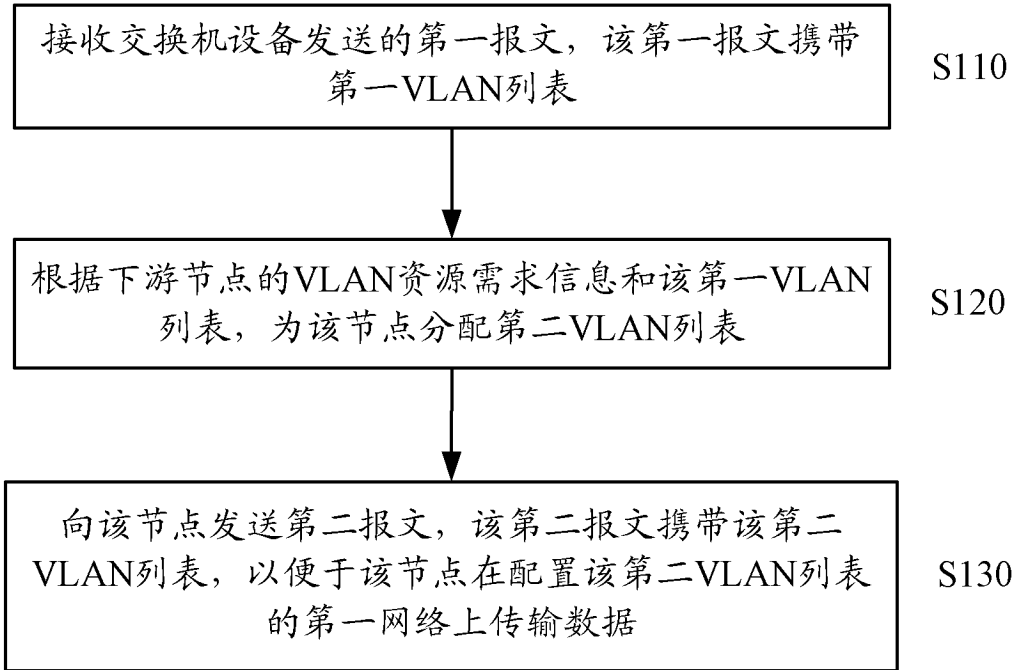 接收交换机设备发送的第一报文，该第一报文携带
第一VLAN列表
S110
根据下游节点的VLAN资源需求信息和该第一VLAN
列表，为该节点分配第二VLAN列表
S120
向该节点发送第二报文，该第二报文携带该第二
VLAN列表，以便于该节点在配置该第二VLAN列表
的第一网络上传输数据
S130